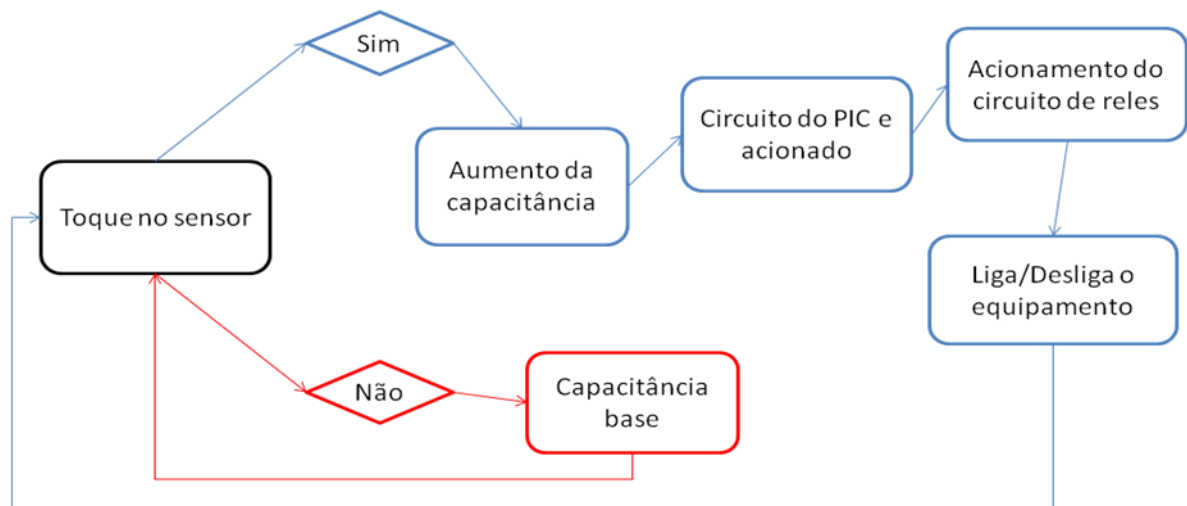 Sim
Acionamento do
circuito de reles
Circuito do PIC e
acionado
Aumento da
capacitância
Toque no sensor
Liga/Desliga o
equipamento
Não
Capacitância
base